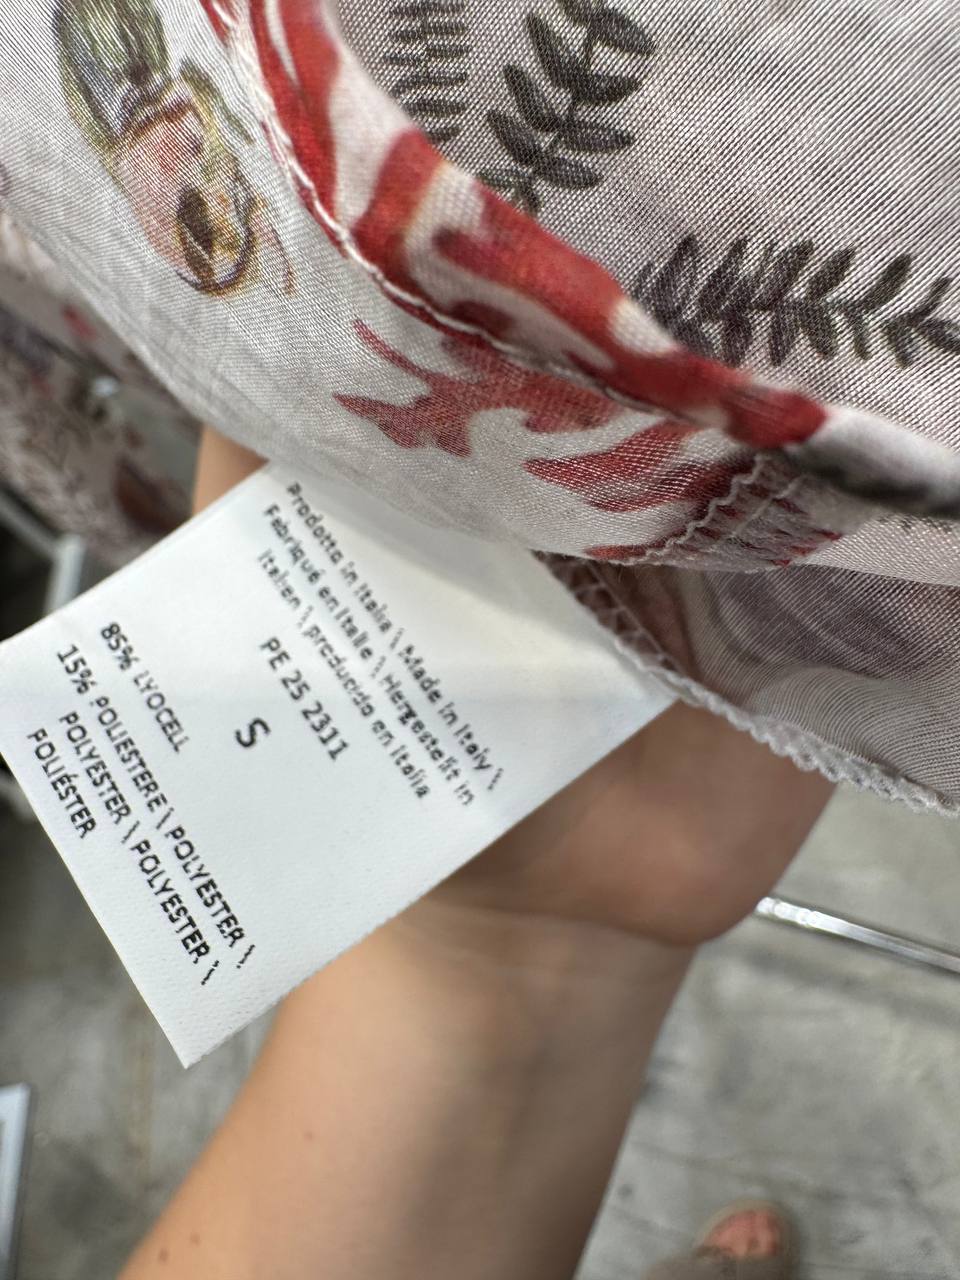 Prodotto in Italia \ Made in Italy \
Fabriqué en Italie \ Hergestellt in
Italien \ producido en Italia
PE 25 2311
S
85% LYOCELL
15% POLIESTERE \ POLYESTER \
POLYESTER \ POLYESTER \
POLIÉSTER